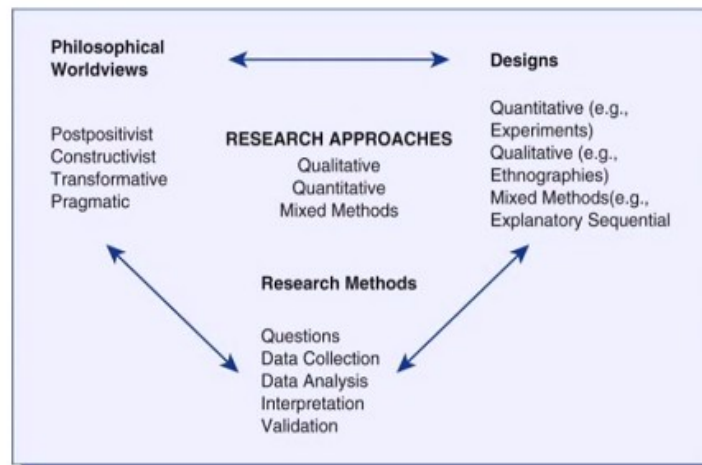 Philosophical
Worldviews
Designs
Postpositivist
Constructivist
Transformative
Pragmatic
RESEARCH APPROACHES
Qualitative
Quantitative
Mixed Methods
Quantitative (e.g.,
Experiments)
Qualitative (e.g.,
Ethnographies)
Mixed Methods(e.g.,
Explanatory Sequential
Research Methods
Questions
Data Collection
Data Analysis
Interpretation
Validation